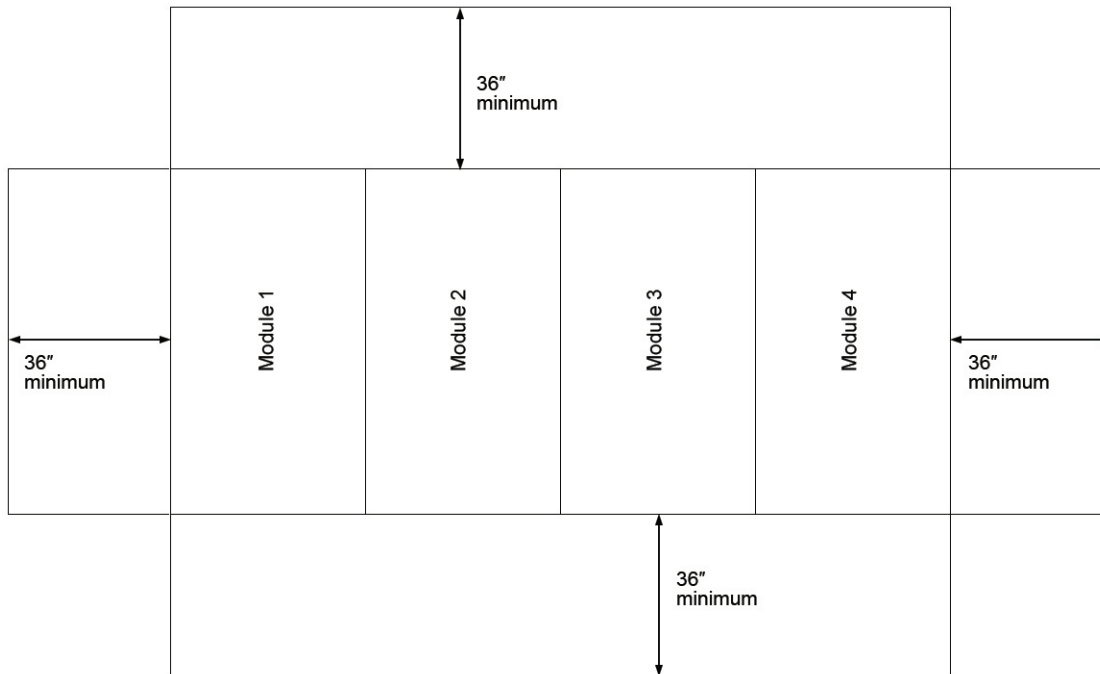 36″
minimum
Module 1
Module 2
Module 3
Module 4
36″
minimum
36″
minimum
36″
minimum